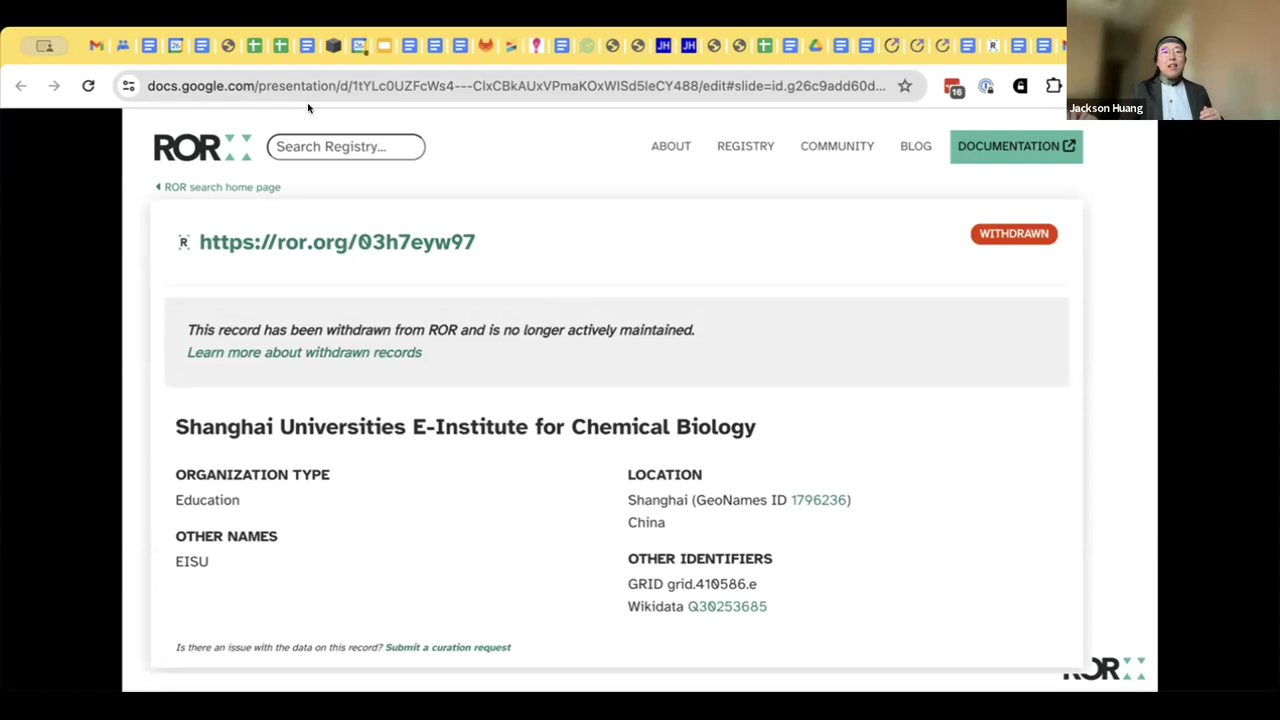 docs.google.com/presentation/d/1tYLc0UZFcWs4---ClxCBkAUxVPmaKOxWISd5leCY488/edit#slide=id.g26c9add60d...
16
Jackson Huang
JH JH
ROR
Search Registry...
ABOUT REGISTRY COMMUNITY BLOG DOCUMENTATION
ROR search home page
R https://ror.org/03h7eyw97
WITHDRAWN
This record has been withdrawn from ROR and is no longer actively maintained.
Learn more about withdrawn records
Shanghai Universities E-Institute for Chemical Biology
ORGANIZATION TYPE
Education
OTHER NAMES
EISU
LOCATION
Shanghai (GeoNames ID 1796236)
China
OTHER IDENTIFIERS
GRID grid.410586.e
Wikidata Q30253685
Is there an issue with the data on this record? Submit a curation request
ROR